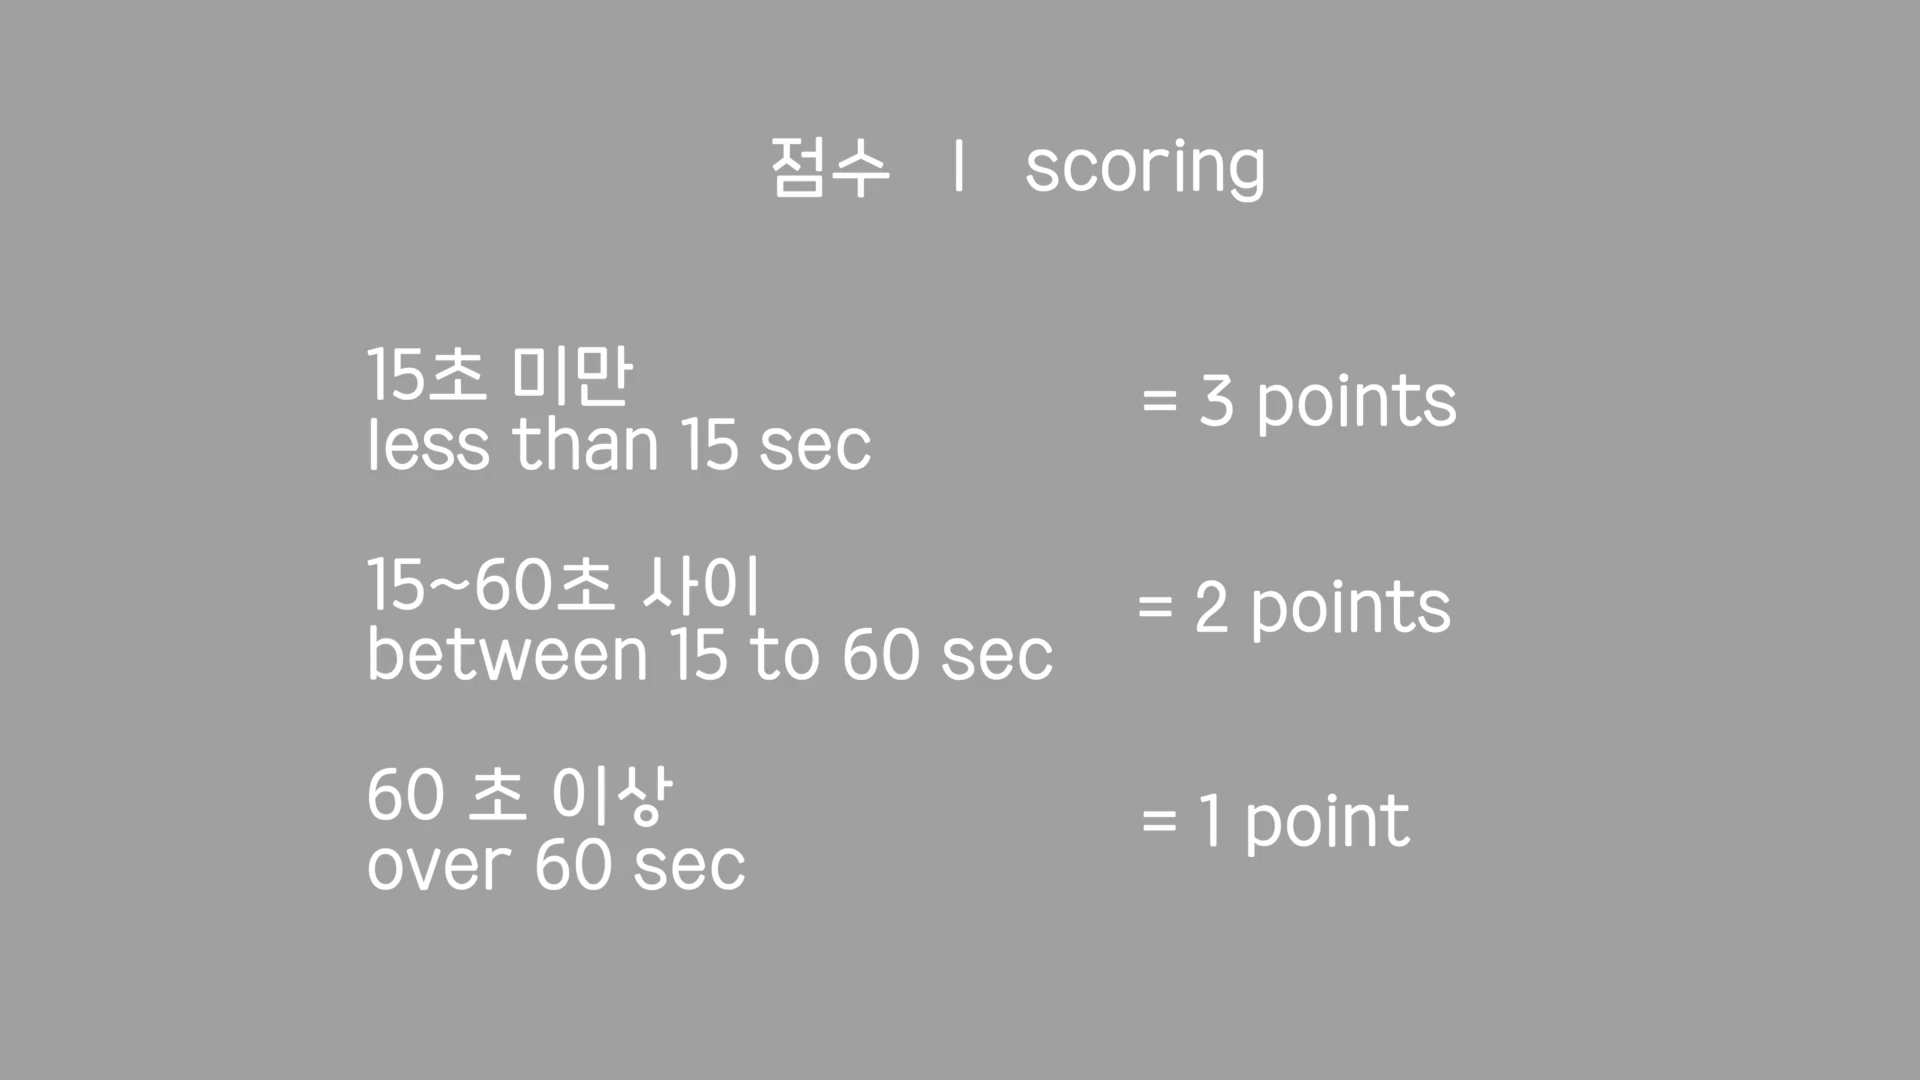 점수 | scoring
15초 미만
less than 15 sec
= 3 points
15~60초 사이
between 15 to 60 sec
= 2 points
60 초 이상
over 60 sec
= 1 point